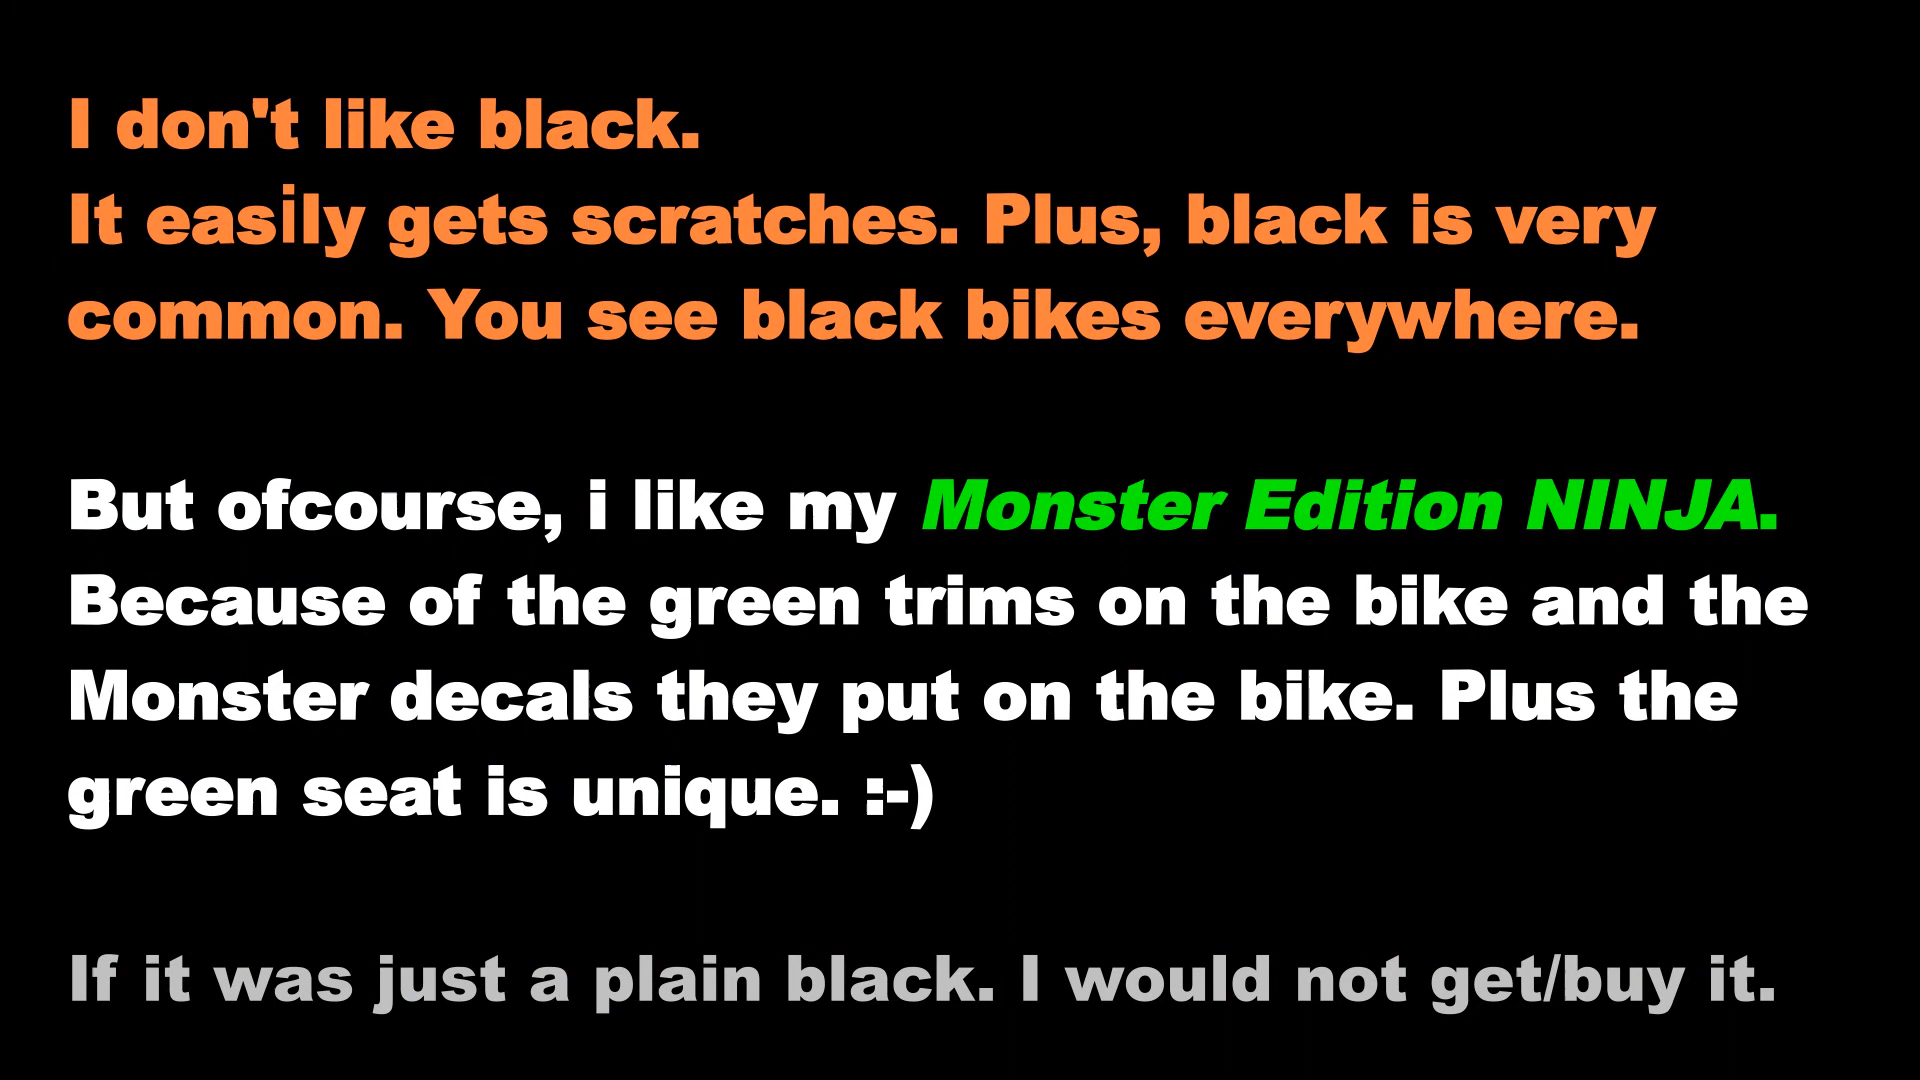 I don't like black.
It easily gets scratches. Plus, black is very
common. You see black bikes everywhere.
But ofcourse, i like my Monster Edition NINJA.
Because of the green trims on the bike and the
Monster decals they put on the bike. Plus the
green seat is unique. :-)
If it was just a plain black. I would not get/buy it.